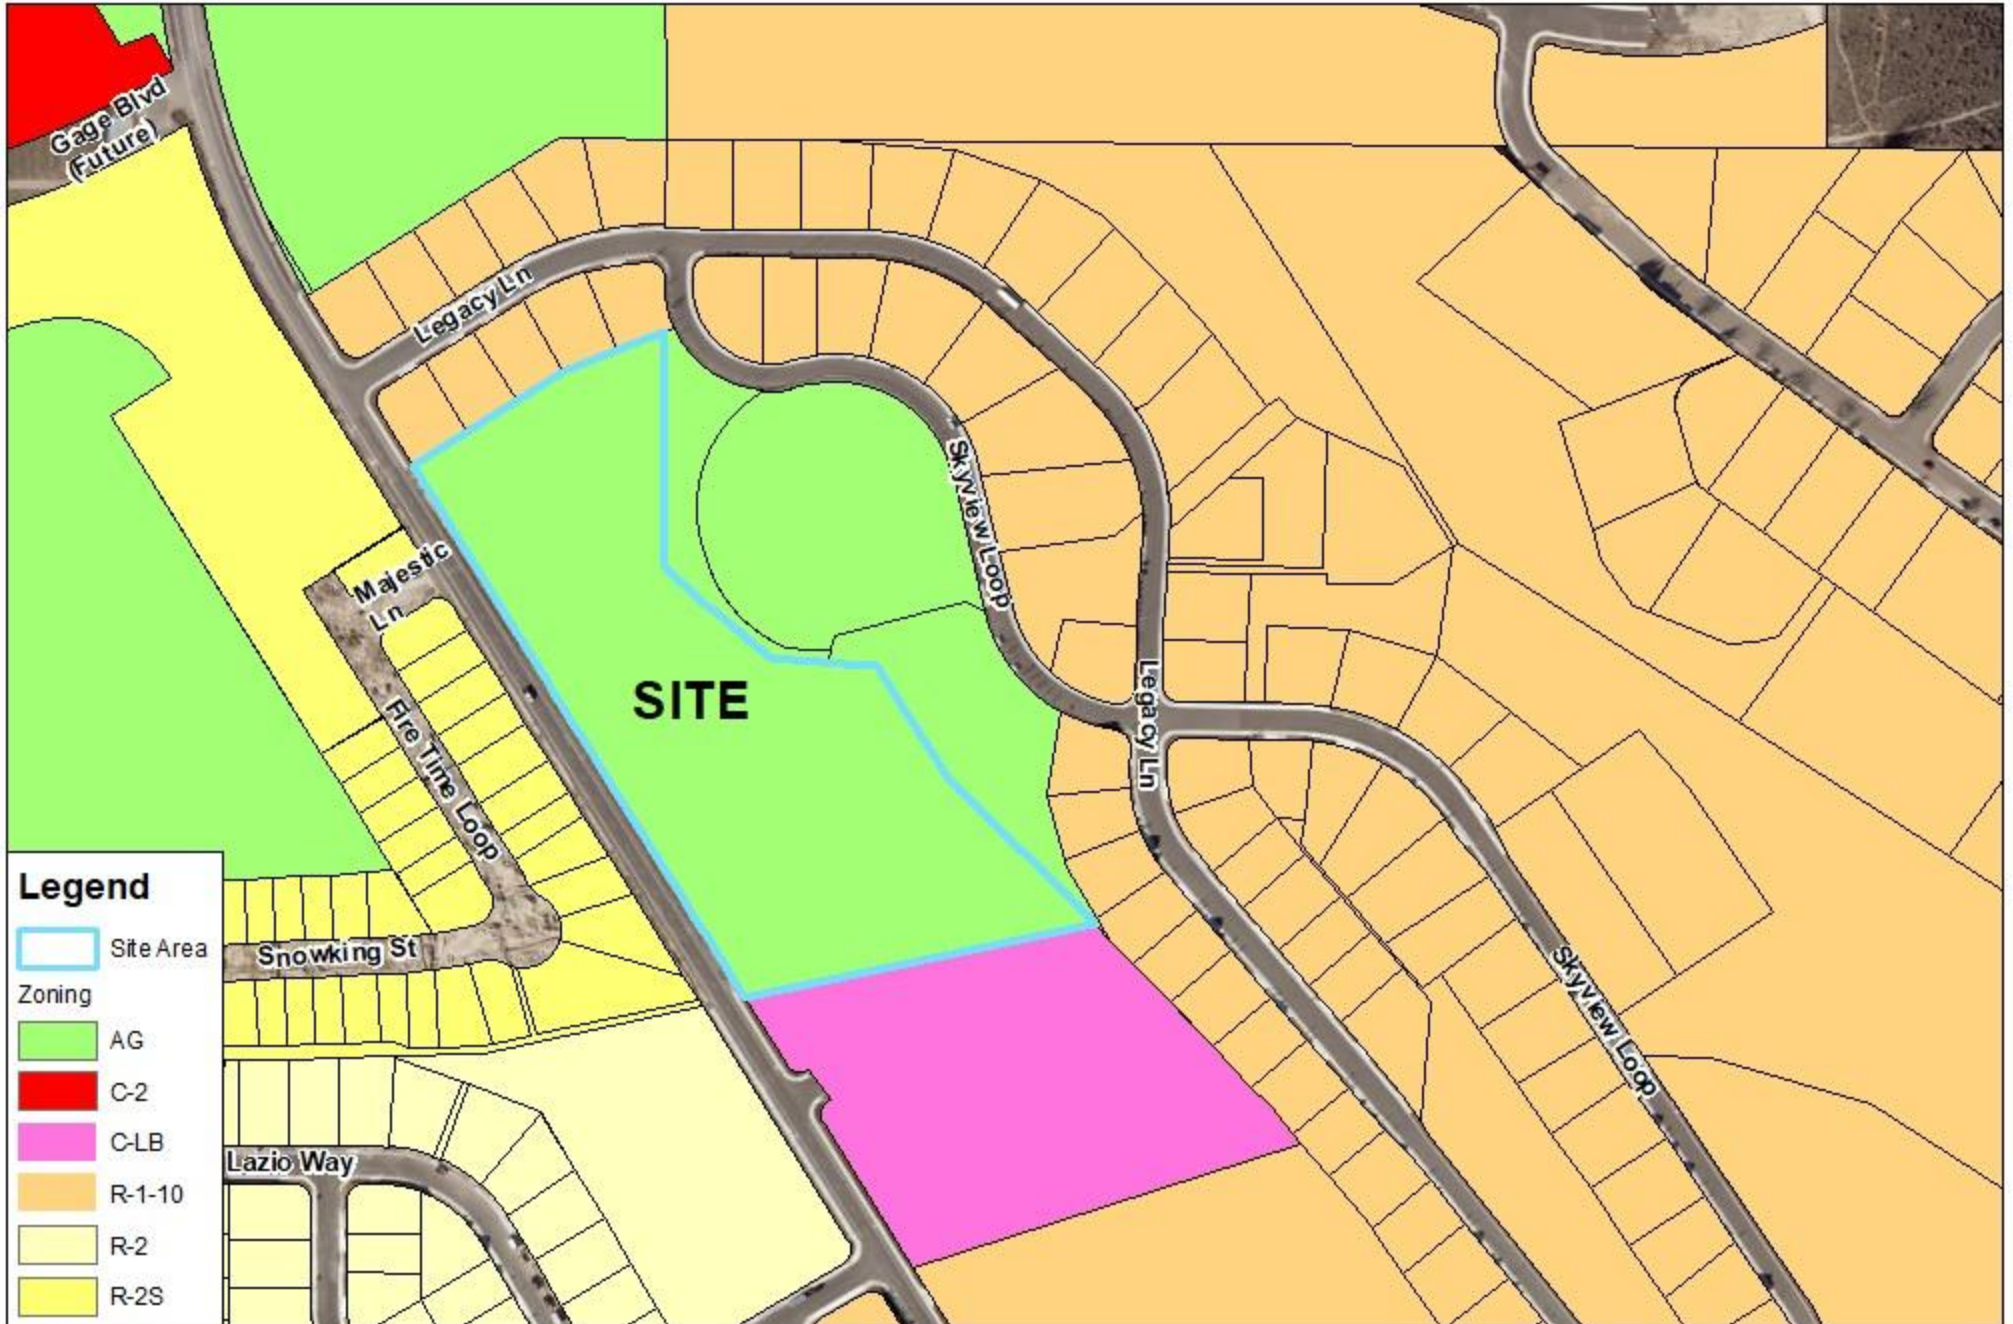 Gage Blvd
(Future)
Legacy Ln
Skyview Loop
Majestic
Ln
SITE
Legacy Ln
Fire Time Loop
Legend
Site Area
Snowking St
Skyview Loop
Zoning
AG
C-2
C-LB
R-1-10
R-2
R-2S
Lazio Way